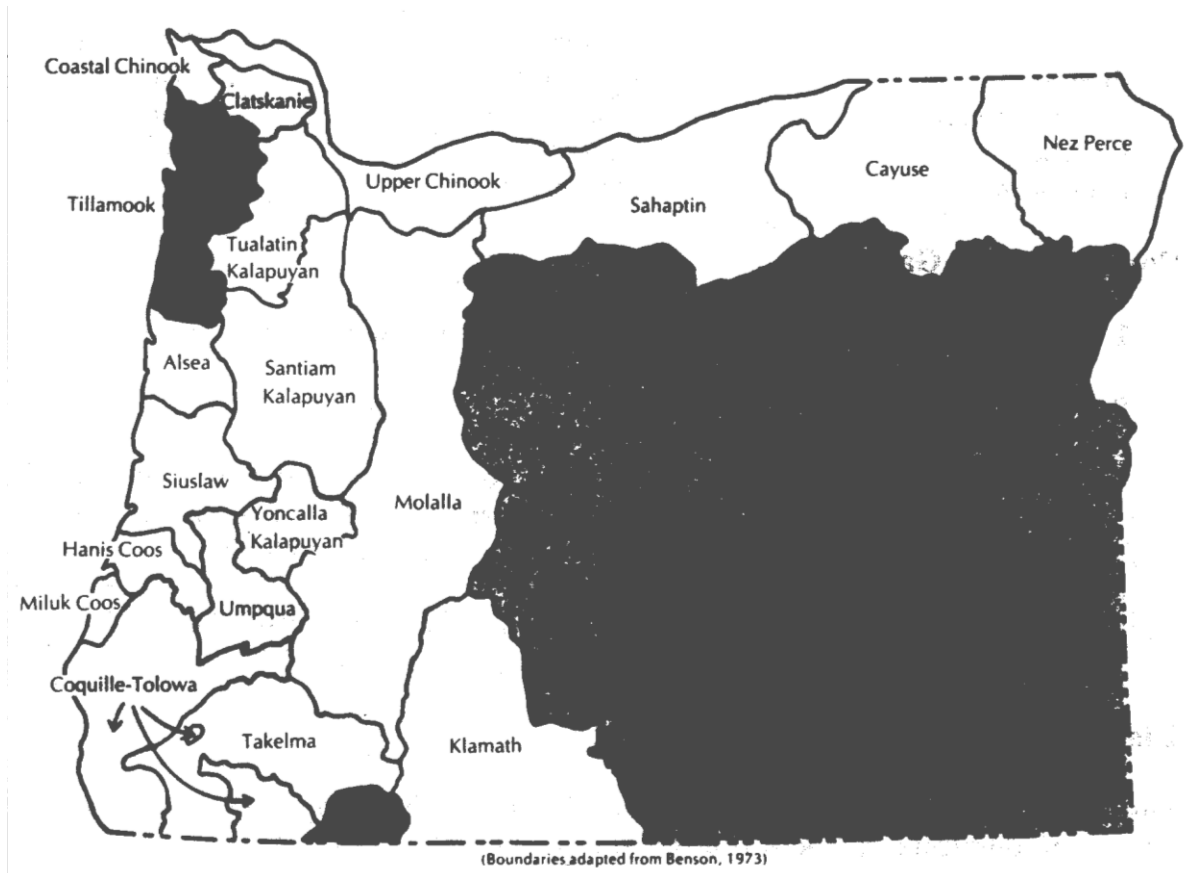 Coastal Chinook
Clatskanie
Nez Perce
Cayuse
Upper Chinook
Tillamook
Sahaptin
Tualatin
Kalapuyan
Alsea
Santiam
Kalapuyan
Siuslaw
Molalla
Yoncalla
Kalapuyan
Hanis Coos
Miluk Coos
Umpqua
Coquille-Tolowa
Takelma
Klamath
(Boundaries adapted from Benson, 1973)